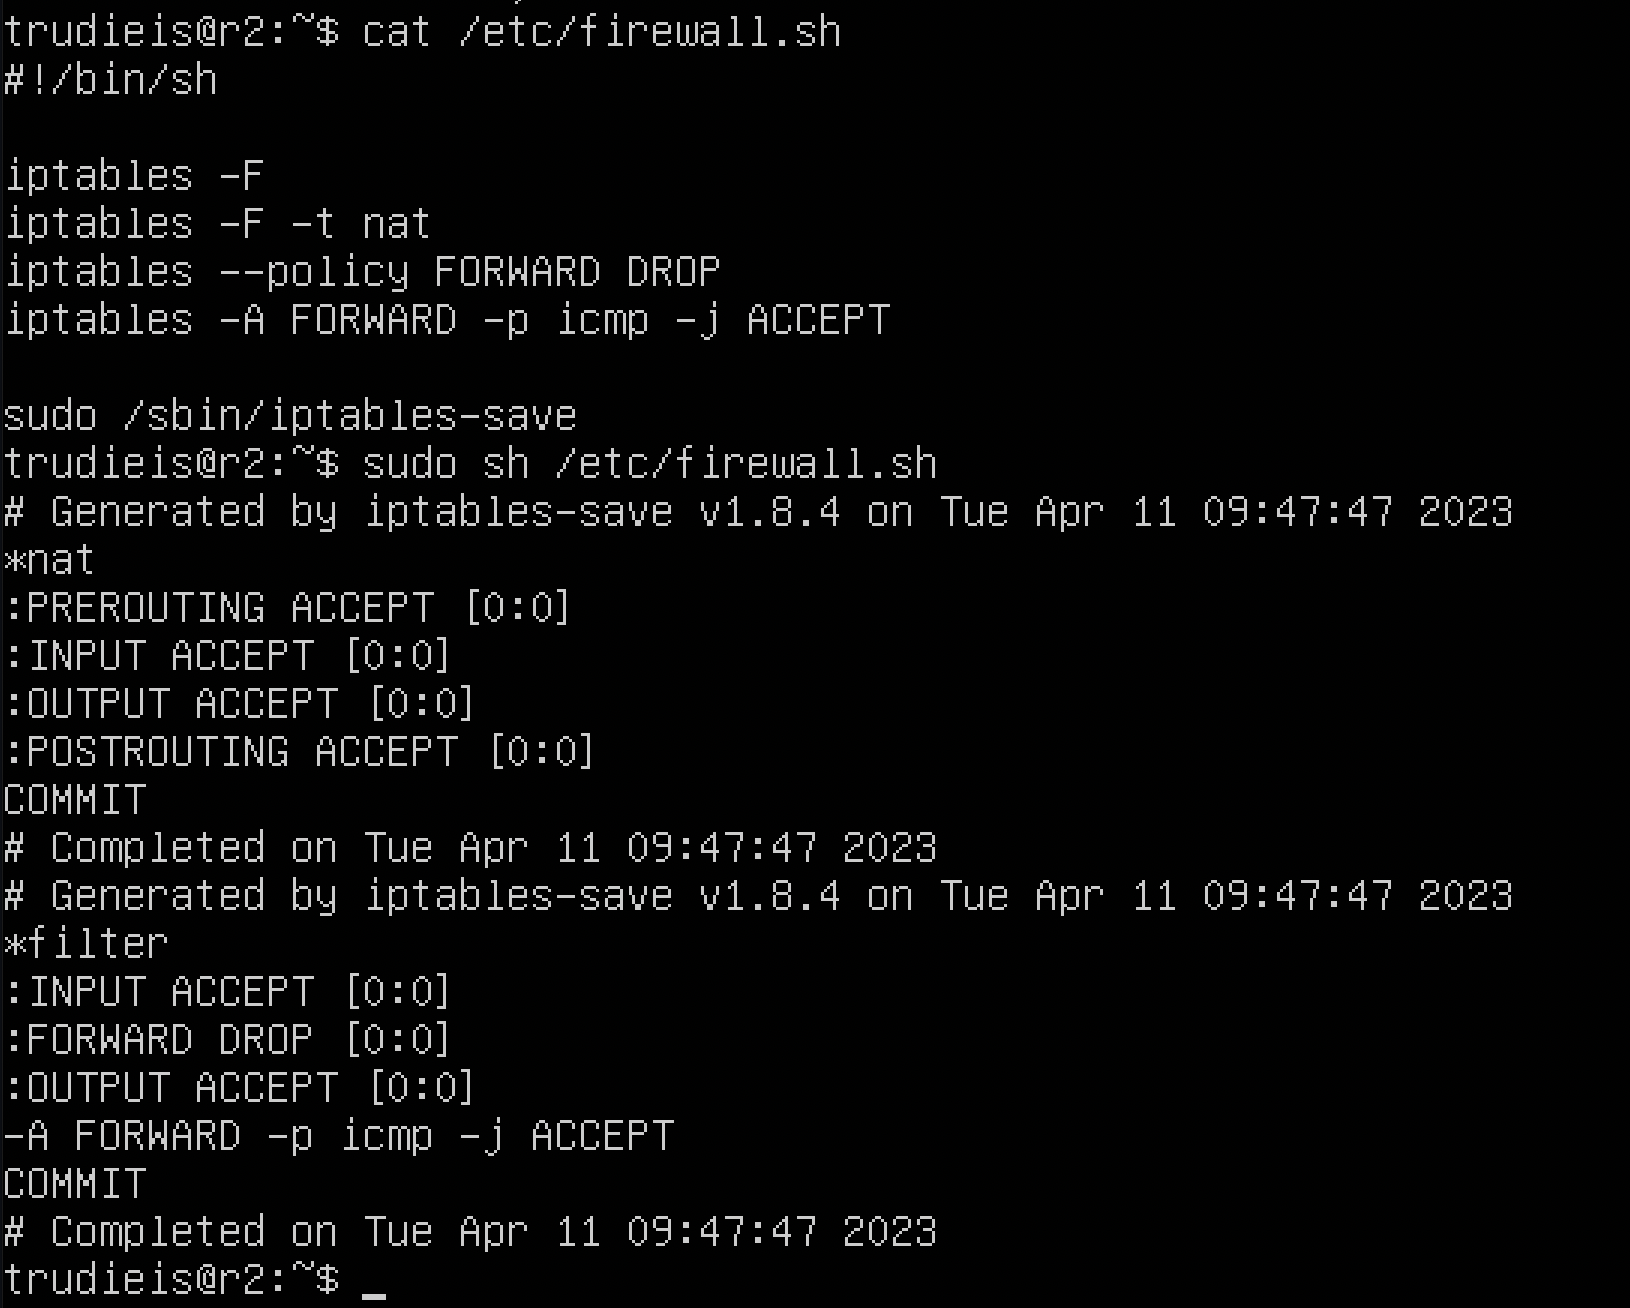 trudieis@r2:~$ cat /etc/firewall.sh
#!/bin/sh

iptables -F
iptables -F -t nat
iptables --policy FORWARD DROP
iptables -A FORWARD -p icmp -j ACCEPT

sudo /sbin/iptables-save
trudieis@r2:~$ sudo sh /etc/firewall.sh
# Generated by iptables-save v1.8.4 on Tue Apr 11 09:47:47 2023
*nat
:PREROUTING ACCEPT [0:0]
:INPUT ACCEPT [0:0]
:OUTPUT ACCEPT [0:0]
:POSTROUTING ACCEPT [0:0]
COMMIT
# Completed on Tue Apr 11 09:47:47 2023
# Generated by iptables-save v1.8.4 on Tue Apr 11 09:47:47 2023
*filter
:INPUT ACCEPT [0:0]
:FORWARD DROP [0:0]
:OUTPUT ACCEPT [0:0]
-A FORWARD -p icmp -j ACCEPT
COMMIT
# Completed on Tue Apr 11 09:47:47 2023
trudieis@r2:~$ _